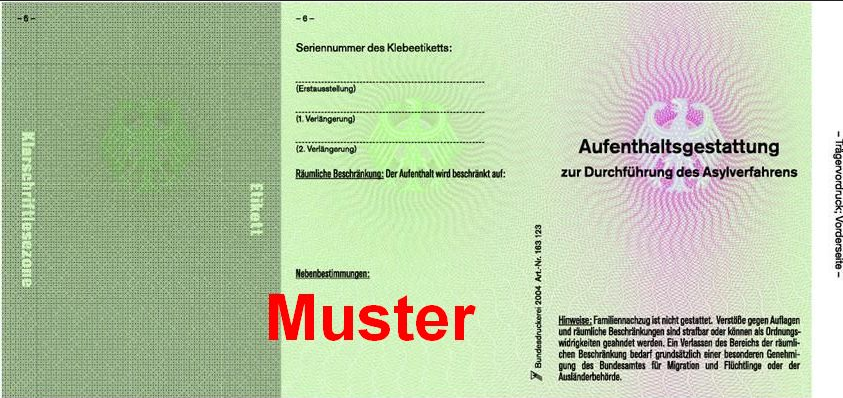 – 5 –
Klarschriftlesezone
Etikett
– 6 –
Seriennummer des Klebeetiketts:
(Erstausstellung)
(1. Verlängerung)
(2. Verlängerung)
Räumliche Beschränkung: Der Aufenthalt wird beschränkt auf:
Nebenbestimmungen:
Muster
Bundesdruckerei 2004 Art.-Nr. 163 123
Aufenthaltsgestattung
zur Durchführung des Asylverfahrens
Hinweise: Familiennachzug ist nicht gestattet. Verstöße gegen Auflagen
und räumliche Beschränkungen sind strafbar oder können als Ordnungs-
widrigkeiten geahndet werden. Ein Verlassen des Bereichs der räumli-
chen Beschränkung bedarf grundsätzlich einer besonderen Genehmi-
gung des Bundesamtes für Migration und Flüchtlinge oder der
Ausländerbehörde.
– Trägervordruck; Vorderseite –